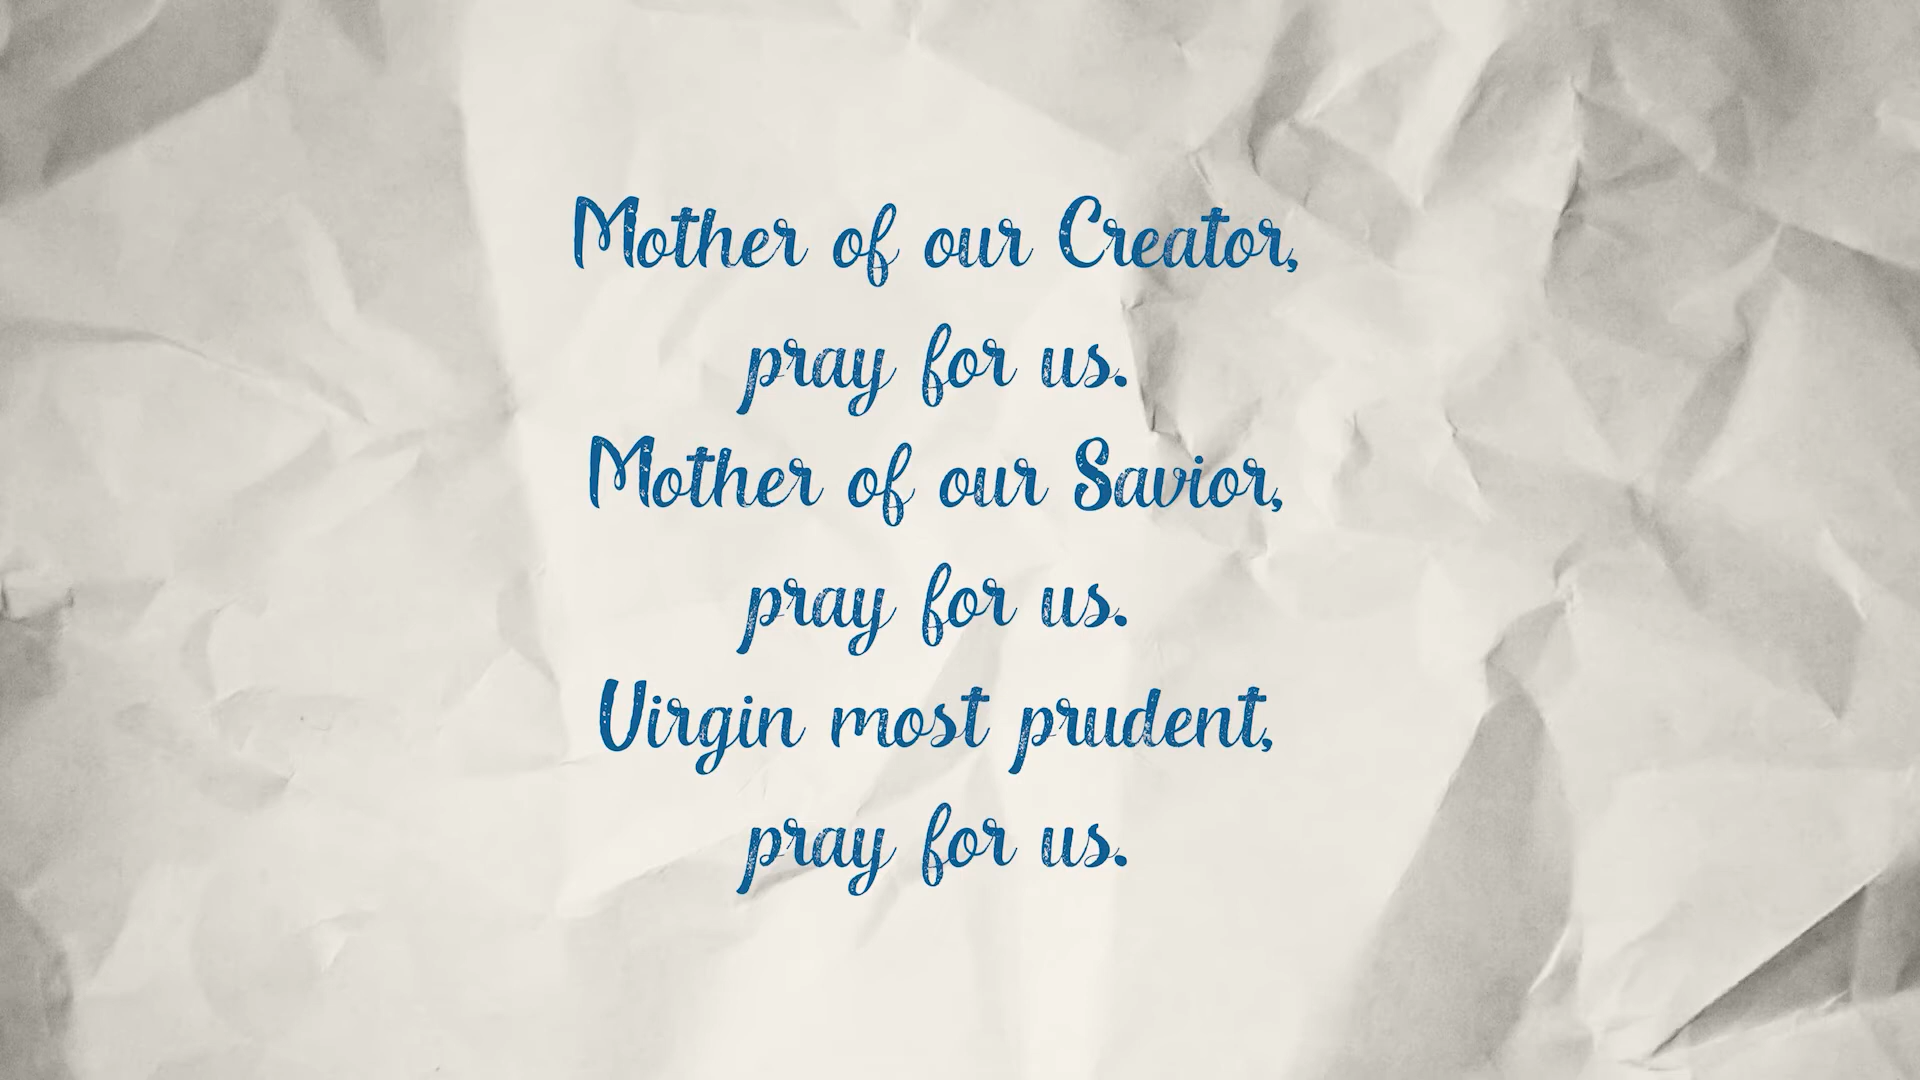 Mother of our Creator,
pray for us.
Mother of our Savior,
pray for us.
Virgin most prudent,
pray for us.